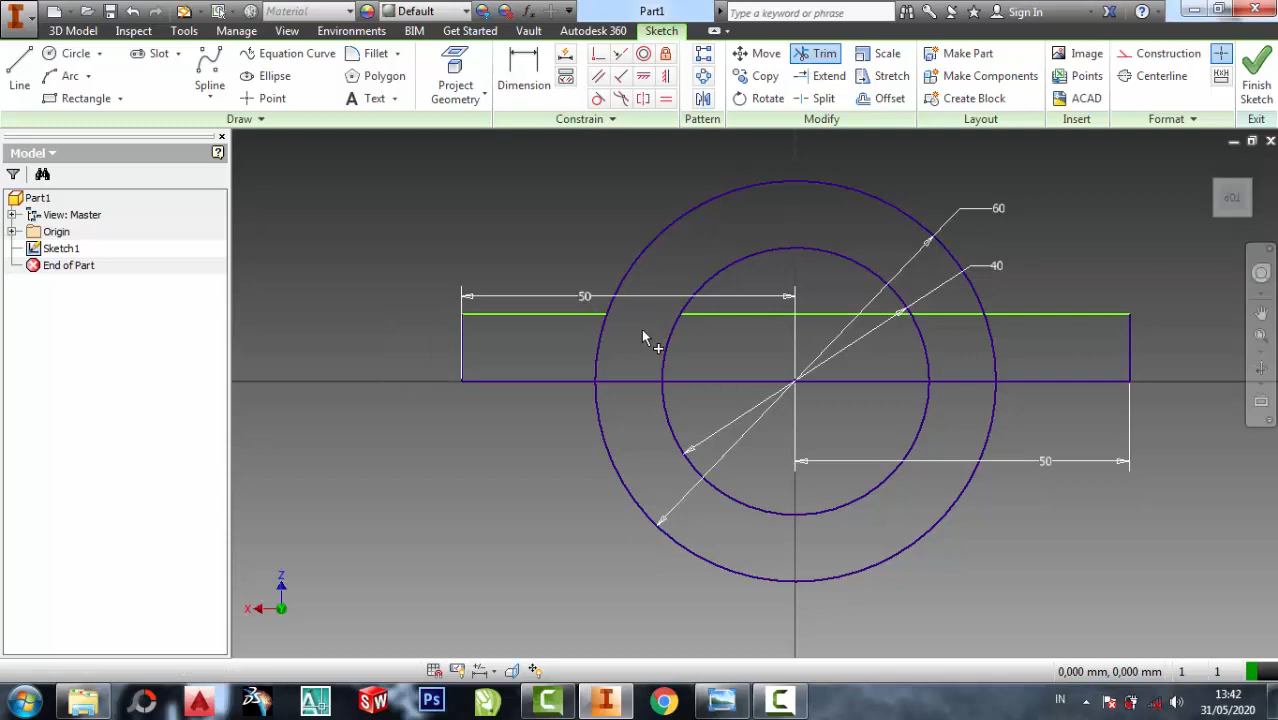 Material
Default
fx
Part1
Type a keyword or phrase
Sign In
3D Model
Inspect
Tools
Manage
View
Environments
BIM
Get Started
Vault
Autodesk 360
Sketch
Line
Circle
Arc
Rectangle
Slot
Spline
Equation Curve
Ellipse
Point
Fillet
Polygon
Text
Project
Geometry
Dimension
Move
Copy
Rotate
Trim
Extend
Split
Scale
Stretch
Offset
Make Part
Make Components
Create Block
Image
Points
ACAD
Construction
Centerline
Finish
Sketch
Draw
Constrain
Pattern
Modify
Layout
Insert
Format
Exit
Model
Part1
View: Master
Origin
Sketch1
End of Part
TOP
60
40
50
50
Z
X
Y
0,000 mm, 0,000 mm
1
1
IN
13:42
31/05/2020